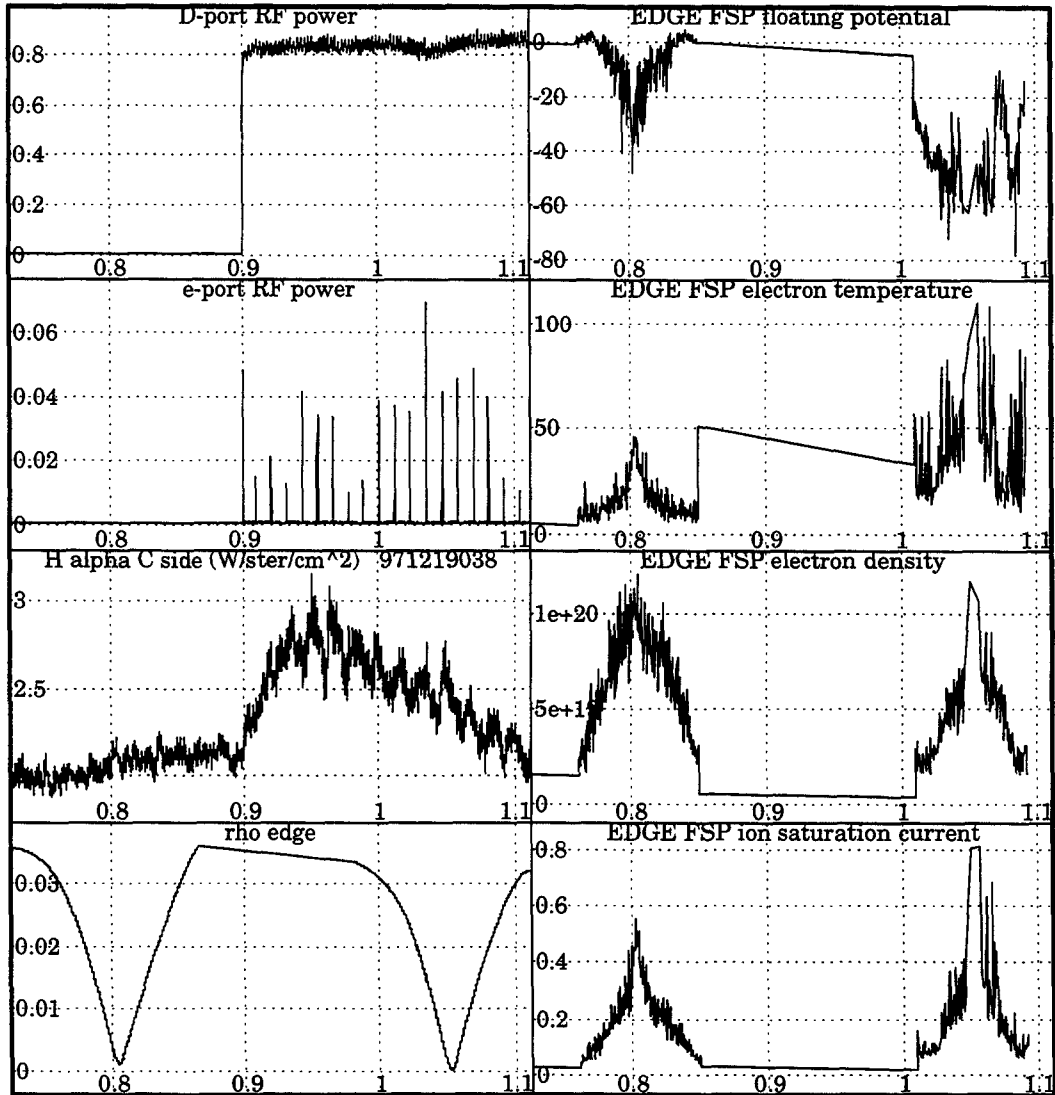 D-port RF power
0.8
0.6
0.4
0.2
0
0.8 0.9 1 1.1
EDGE FSP floating potential
0
-20
-40
-60
-80
0.8 0.9 1 1.1
e-port RF power
0.06
0.04
0.02
0
0.8 0.9 1 1.1
EDGE FSP electron temperature
100
50
0
0.8 0.9 1 1.1
H alpha C side (W/ster/cm^2) 971219038
3
2.5
0.8 0.9 1 1.1
EDGE FSP electron density
1e+20
5e+19
0
0.8 0.9 1 1.1
rho edge
0.03
0.02
0.01
0
0.8 0.9 1 1.1
EDGE FSP ion saturation current
0.8
0.6
0.4
0.2
0
0.8 0.9 1 1.1